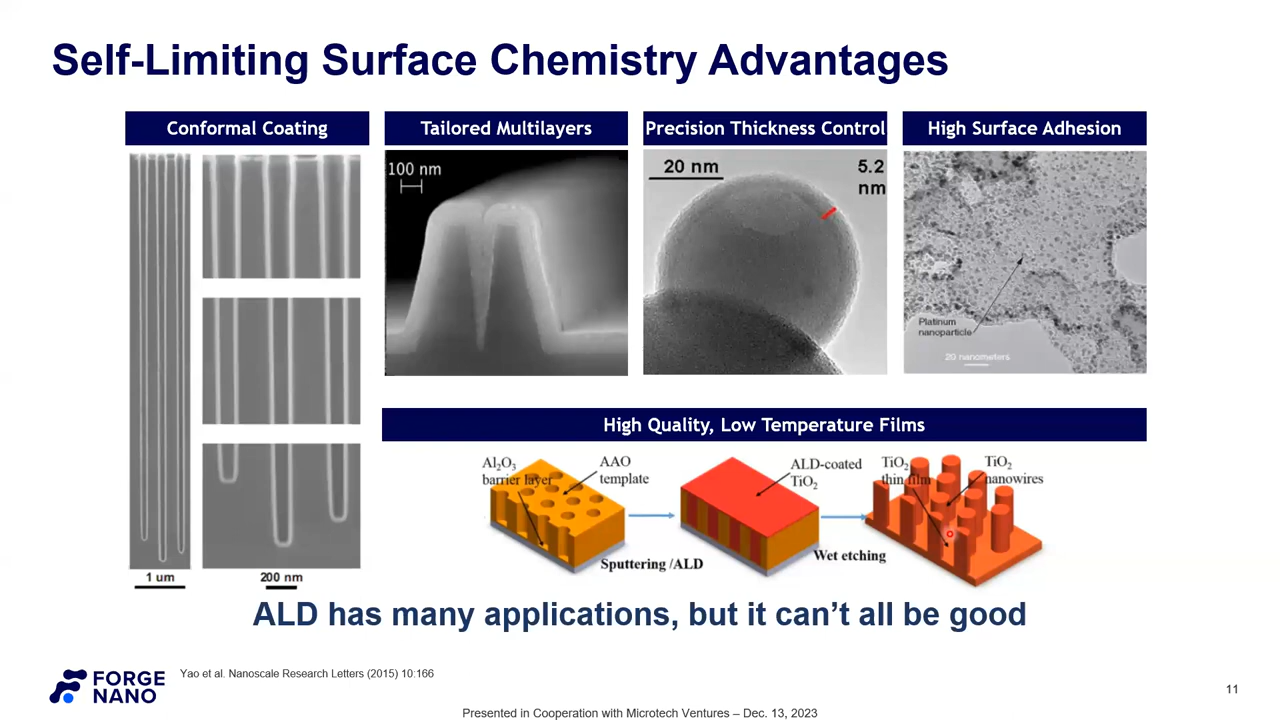 Self-Limiting Surface Chemistry Advantages
Conformal Coating
1 um
200 nm
Tailored Multilayers
100 nm
Precision Thickness Control
20 nm
5.2
nm
High Surface Adhesion
Platinum
nanoparticle
20 nanometers
High Quality, Low Temperature Films
Al₂O₃
barrier layer
AAO
template
Sputtering /ALD
ALD-coated
TiO₂
Wet etching
TiO₂
thin film
TiO₂
nanowires
ALD has many applications, but it can’t all be good
FORGE
NANO
Yao et al. Nanoscale Research Letters (2015) 10:166
11
Presented in Cooperation with Microtech Ventures – Dec. 13, 2023